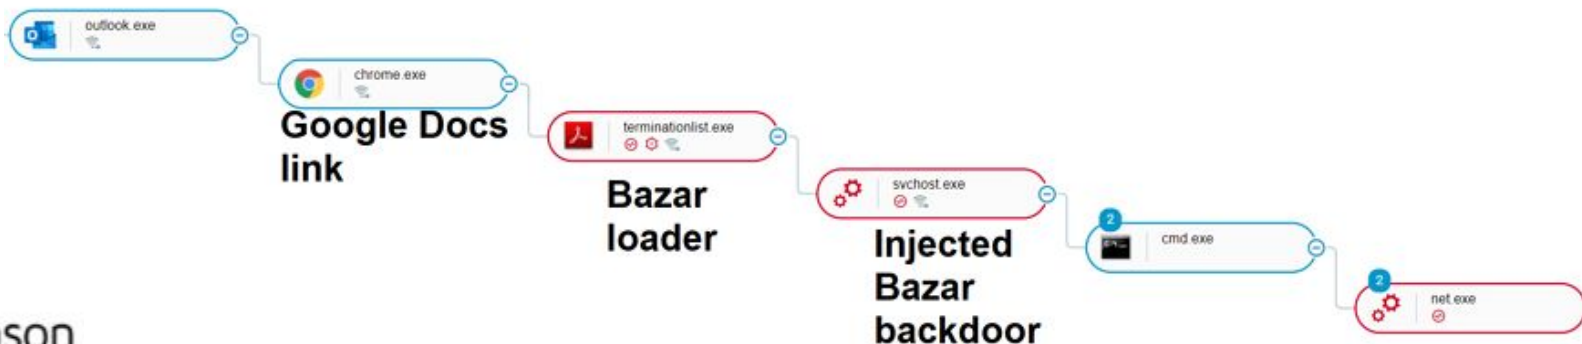 outlook.exe
chrome.exe
Google Docs
link
terminationlist.exe
Bazar
loader
svchost.exe
Injected
Bazar
backdoor
2
cmd.exe
2
net.exe